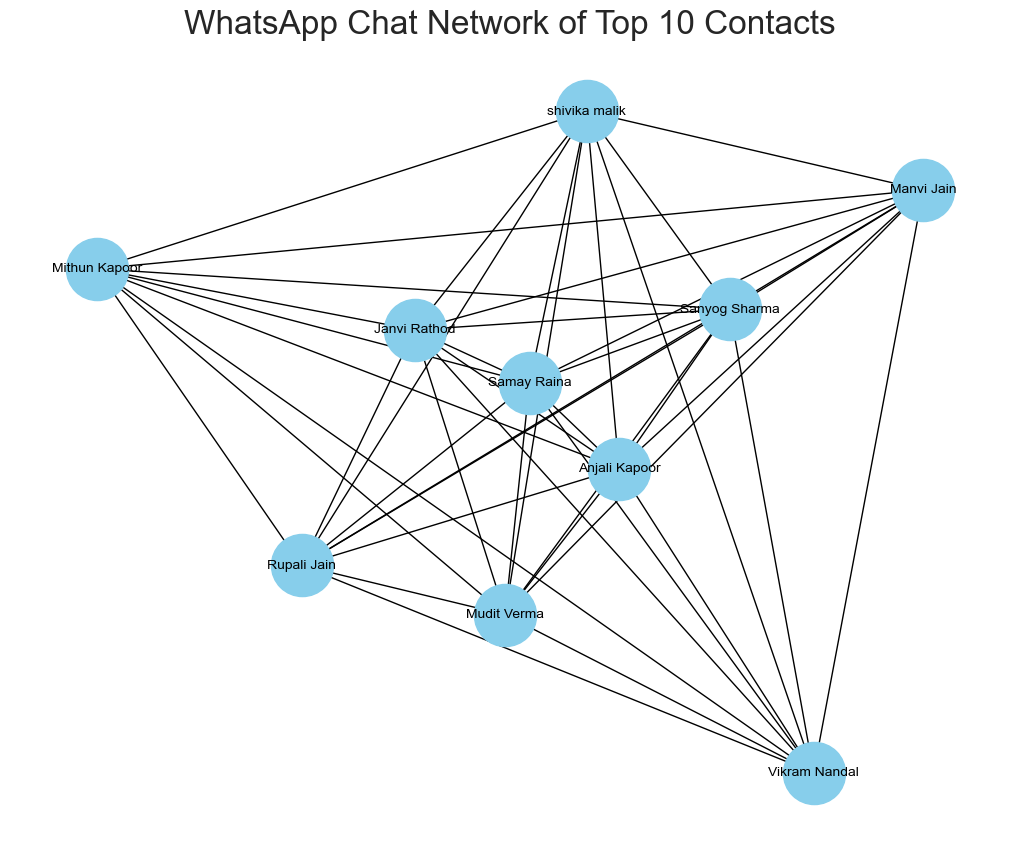 WhatsApp Chat Network of Top 10 Contacts
shivika malik
Manvi Jain
Mithun Kapoor
Sanyog Sharma
Janvi Rathod
Samay Raina
Anjali Kapoor
Rupali Jain
Mudit Verma
Vikram Nandal